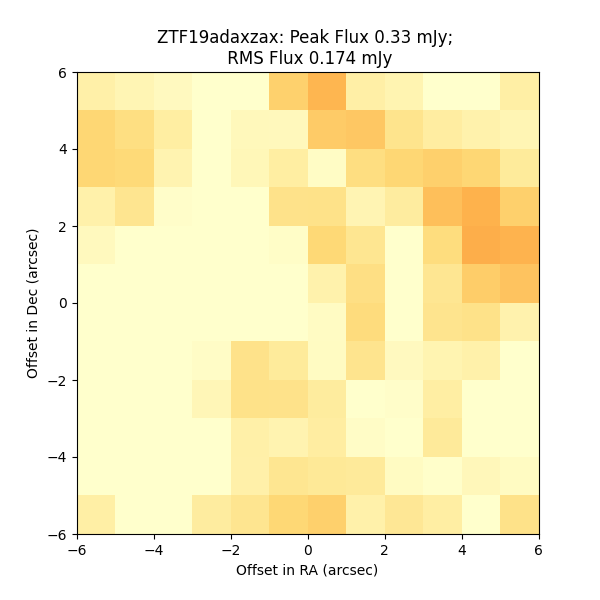 ZTF19adaxzax: Peak Flux 0.33 mJy;
RMS Flux 0.174 mJy
6
4
2
0
−2
−4
−6
Offset in Dec (arcsec)
−6 −4 −2 0 2 4 6
Offset in RA (arcsec)